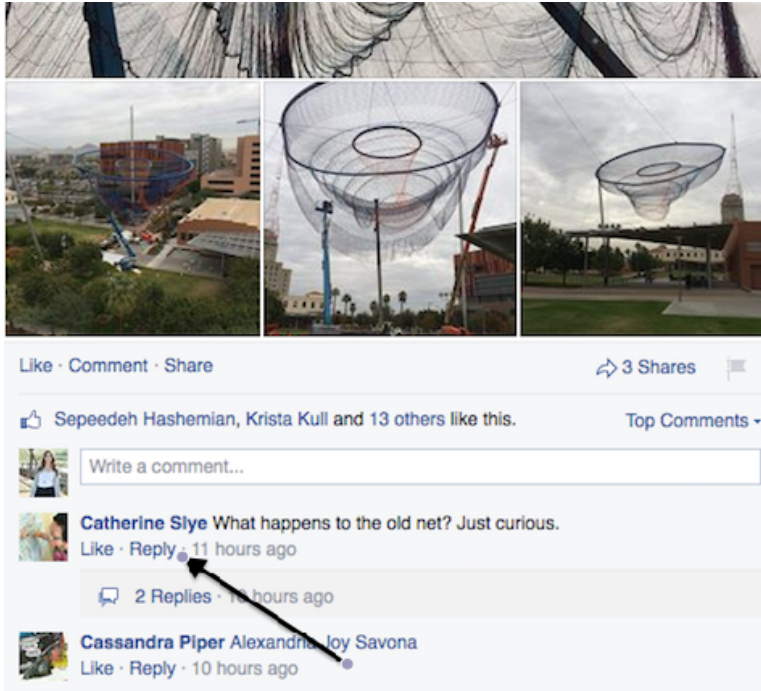 Like · Comment · Share
3 Shares
Sepeedeh Hashemian, Krista Kull and 13 others like this.
Top Comments
Write a comment...
Catherine Slye What happens to the old net? Just curious.
Like · Reply · 11 hours ago
2 Replies · 10 hours ago
Cassandra Piper Alexandria Joy Savona
Like · Reply · 10 hours ago